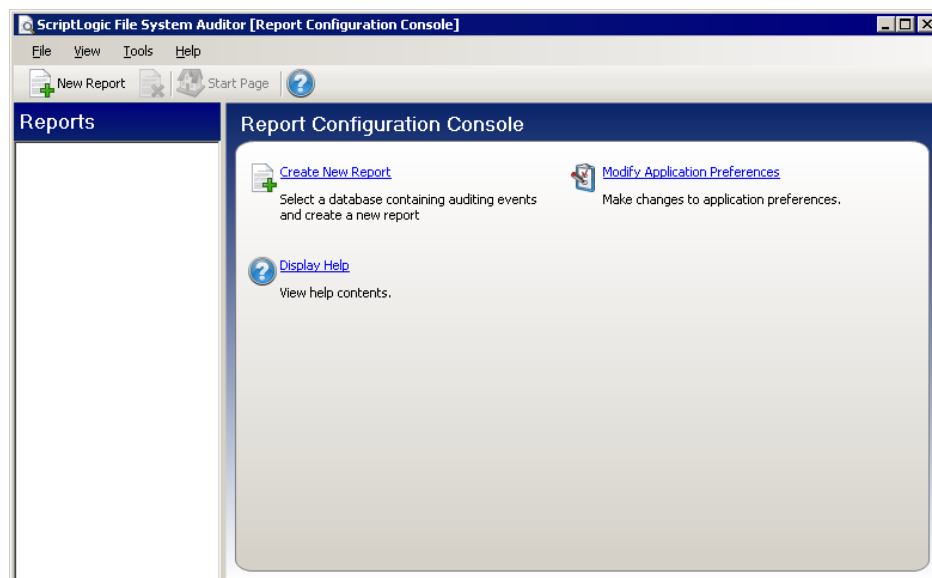 ScriptLogic File System Auditor [Report Configuration Console]
File View Tools Help
New Report Start Page
Reports
Report Configuration Console
Create New Report
Select a database containing auditing events
and create a new report
Modify Application Preferences
Make changes to application preferences.
Display Help
View help contents.